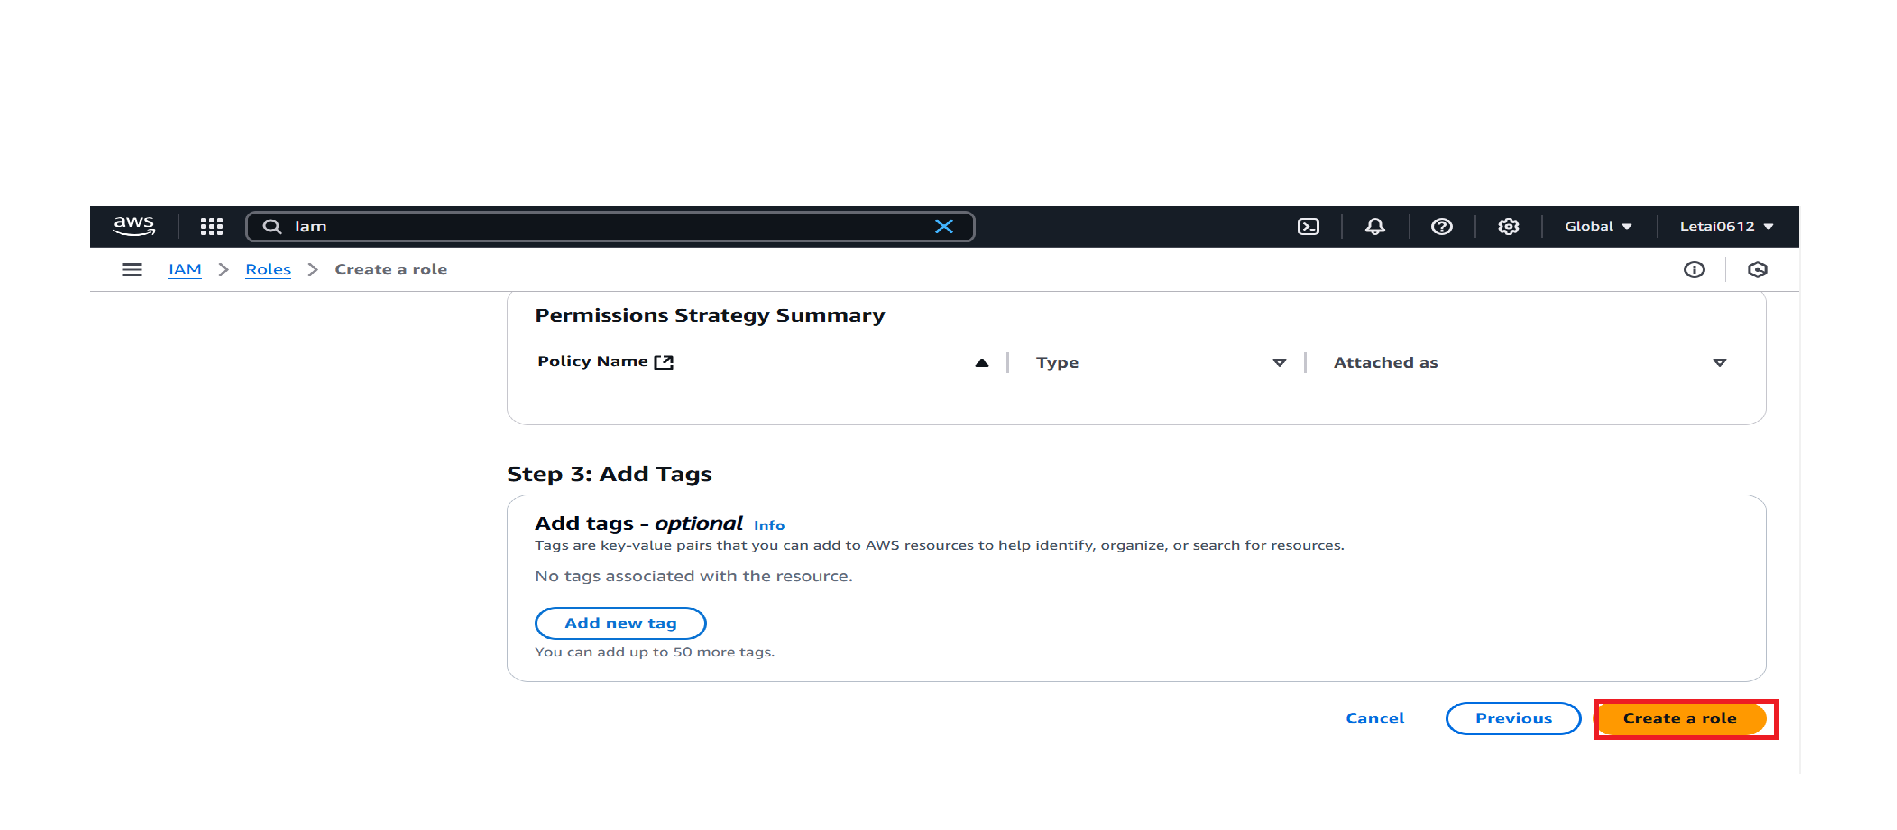 aws Iam Global Letai0612
IAM > Roles > Create a role
Permissions Strategy Summary
Policy Name Type Attached as
Step 3: Add Tags
Add tags - optional Info
Tags are key-value pairs that you can add to AWS resources to help identify, organize, or search for resources.
No tags associated with the resource.
Add new tag
You can add up to 50 more tags.
Cancel Previous Create a role